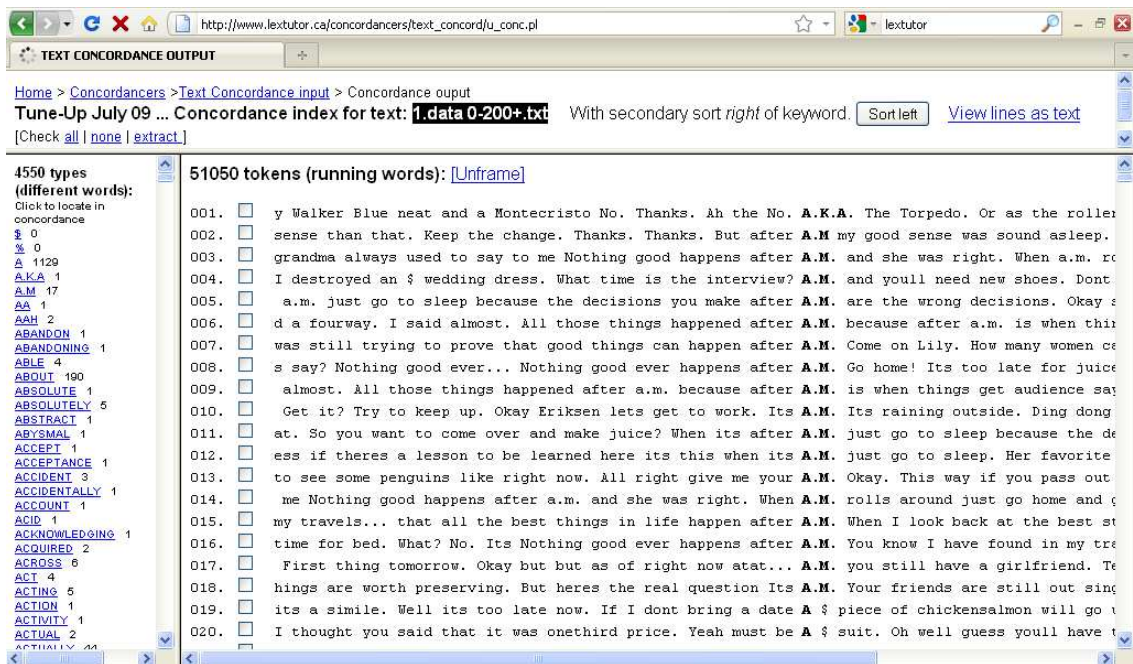 http://www.lextutor.ca/concordancers/text_concord/u_conc.pl
lextutor
TEXT CONCORDANCE OUTPUT
Home > Concordancers >Text Concordance input > Concordance ouput
Tune-Up July 09 ... Concordance index for text: 1.data 0-200+.txt With secondary sort right of keyword. Sort left View lines as text
[Check all | none | extract ]
4550 types
(different words):
Click to locate in
concordance
$ 0
% 0
A 1129
A.K.A 1
A.M 17
AA 1
AAH 2
ABANDON 1
ABANDONING 1
ABLE 4
ABOUT 190
ABSOLUTE 1
ABSOLUTELY 5
ABSTRACT 1
ABYSMAL 1
ACCEPT 1
ACCEPTANCE 1
ACCIDENT 3
ACCIDENTALLY 1
ACCOUNT 1
ACID 1
ACKNOWLEDGING 1
ACQUIRED 2
ACROSS 6
ACT 4
ACTING 5
ACTION 1
ACTIVITY 1
ACTUAL 2
ACTUALLY 44
51050 tokens (running words): [Unframe]
001. y Walker Blue neat and a Montecristo No. Thanks. Ah the No. A.K.A. The Torpedo. Or as the roller
002. sense than that. Keep the change. Thanks. Thanks. But after A.M my good sense was sound asleep.
003. grandma always used to say to me Nothing good happens after A.M. and she was right. When a.m. ro
004. I destroyed an $ wedding dress. What time is the interview? A.M. and youll need new shoes. Dont
005. a.m. just go to sleep because the decisions you make after A.M. are the wrong decisions. Okay s
006. d a fourway. I said almost. All those things happened after A.M. because after a.m. is when thin
007. was still trying to prove that good things can happen after A.M. Come on Lily. How many women ca
008. s say? Nothing good ever... Nothing good ever happens after A.M. Go home! Its too late for juice
009. almost. All those things happened after a.m. because after A.M. is when things get audience say
010. Get it? Try to keep up. Okay Eriksen lets get to work. Its A.M. Its raining outside. Ding dong
011. at. So you want to come over and make juice? When its after A.M. just go to sleep because the de
012. ess if theres a lesson to be learned here its this when its A.M. just go to sleep. Her favorite
013. to see some penguins like right now. All right give me your A.M. Okay. This way if you pass out
014. me Nothing good happens after a.m. and she was right. When A.M. rolls around just go home and g
015. my travels... that all the best things in life happen after A.M. When I look back at the best st
016. time for bed. What? No. Its Nothing good ever happens after A.M. You know I have found in my tra
017. First thing tomorrow. Okay but but as of right now atat... A.M. you still have a girlfriend. Te
018. hings are worth preserving. But heres the real question Its A.M. Your friends are still out sing
019. its a simile. Well its too late now. If I dont bring a date A $ piece of chickensalmon will go
020. I thought you said that it was onethird price. Yeah must be A $ suit. Oh well guess youll have t